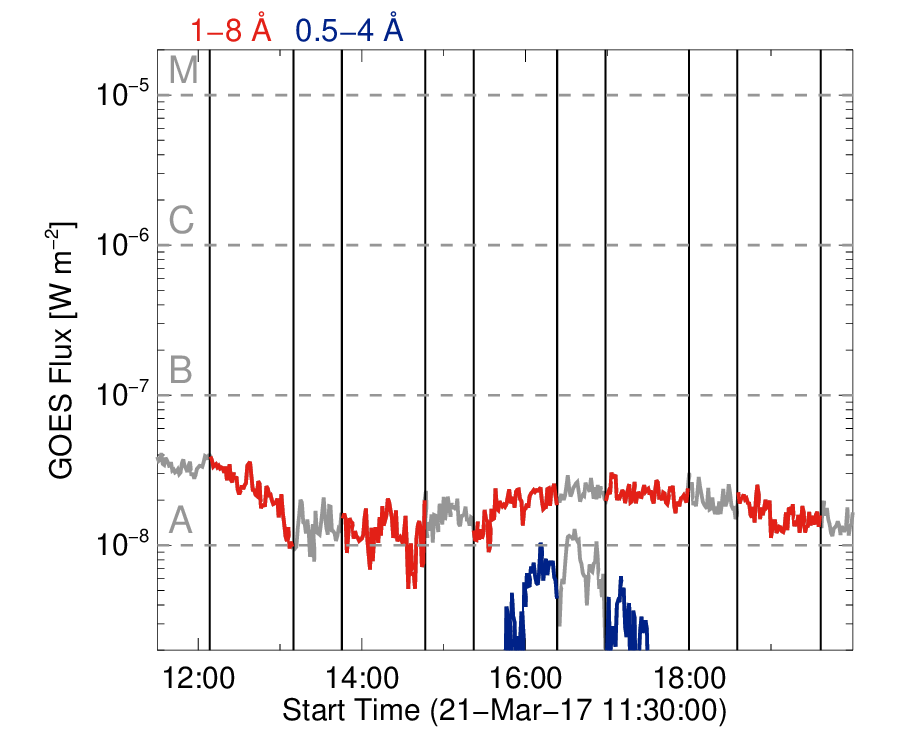 1−8 Å 0.5−4 Å
M
10⁻⁵
C
10⁻⁶
B
10⁻⁷
A
10⁻⁸
GOES Flux [W m⁻²]
12:00 14:00 16:00 18:00
Start Time (21−Mar−17 11:30:00)